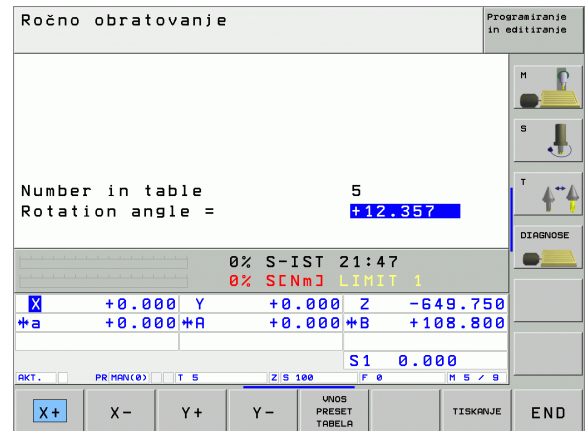 Ročno obratovanje
Programiranje
in editiranje
M
S
Number in table 5
T
Rotation angle = +12.357
DIAGNOSE
0% S-IST 21:47
0% S[Nm] LIMIT 1
X +0.000 Y +0.000 Z -649.750
a +0.000 A +0.000 B +108.800
S1 0.000
AKT. PR MAN(0) T 5 Z S 100 F 0 M 5 / 9
X+ X- Y+ Y- VNOS PRESET TABELA TISKANJE END